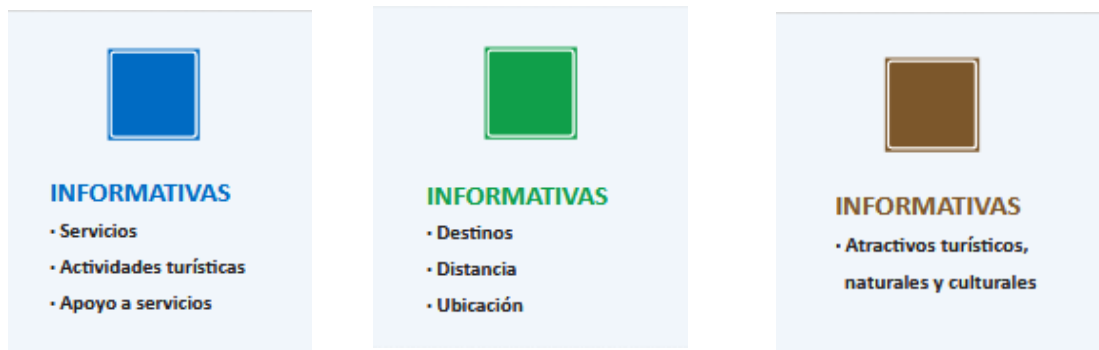 INFORMATIVAS
· Servicios
· Actividades turísticas
· Apoyo a servicios
INFORMATIVAS
· Destinos
· Distancia
· Ubicación
INFORMATIVAS
· Atractivos turísticos,
naturales y culturales